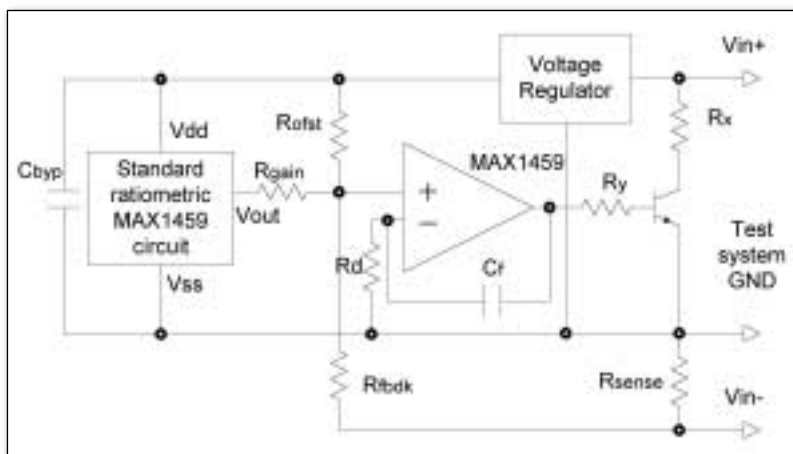 Voltage
Regulator
Vin+
Rofst
Rx
Vdd
MAX1459
Cbyp
Standard
ratiometric
MAX1459
circuit
Rgain
Vout
+
−
Ry
Rd
Cf
Test
system
GND
Vss
Rfbdk
Rsense
Vin-